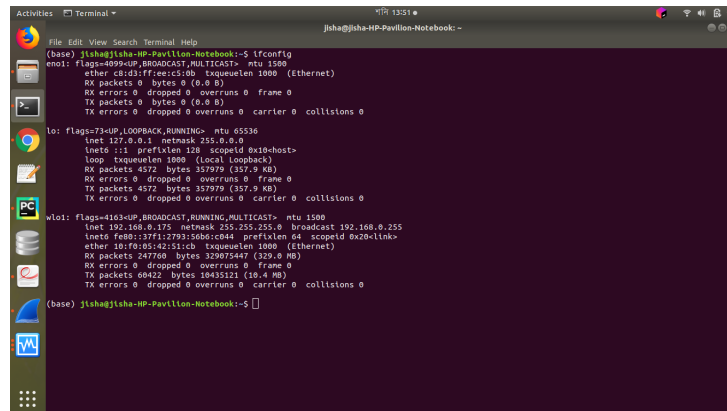 Activities Terminal শনি 13:51
jisha@jisha-HP-Pavilion-Notebook: ~
File Edit View Search Terminal Help
(base) jisha@jisha-HP-Pavilion-Notebook:~$ ifconfig
eno1: flags=4099<UP,BROADCAST,MULTICAST> mtu 1500
ether c8:d3:ff:ee:c5:0b txqueuelen 1000 (Ethernet)
RX packets 0 bytes 0 (0.0 B)
RX errors 0 dropped 0 overruns 0 frame 0
TX packets 0 bytes 0 (0.0 B)
TX errors 0 dropped 0 overruns 0 carrier 0 collisions 0
lo: flags=73<UP,LOOPBACK,RUNNING> mtu 65536
inet 127.0.0.1 netmask 255.0.0.0
inet6 ::1 prefixlen 128 scopeid 0x10<host>
loop txqueuelen 1000 (Local Loopback)
RX packets 4572 bytes 357979 (357.9 KB)
RX errors 0 dropped 0 overruns 0 frame 0
TX packets 4572 bytes 357979 (357.9 KB)
TX errors 0 dropped 0 overruns 0 carrier 0 collisions 0
wlo1: flags=4163<UP,BROADCAST,RUNNING,MULTICAST> mtu 1500
inet 192.168.0.175 netmask 255.255.255.0 broadcast 192.168.0.255
inet6 fe80::37f1:2793:56b6:c044 prefixlen 64 scopeid 0x20<link>
ether 10:f0:05:42:51:cb txqueuelen 1000 (Ethernet)
RX packets 247760 bytes 329075447 (329.0 MB)
RX errors 0 dropped 0 overruns 0 frame 0
TX packets 60422 bytes 10435121 (10.4 MB)
TX errors 0 dropped 0 overruns 0 carrier 0 collisions 0
(base) jisha@jisha-HP-Pavilion-Notebook:~$
PC